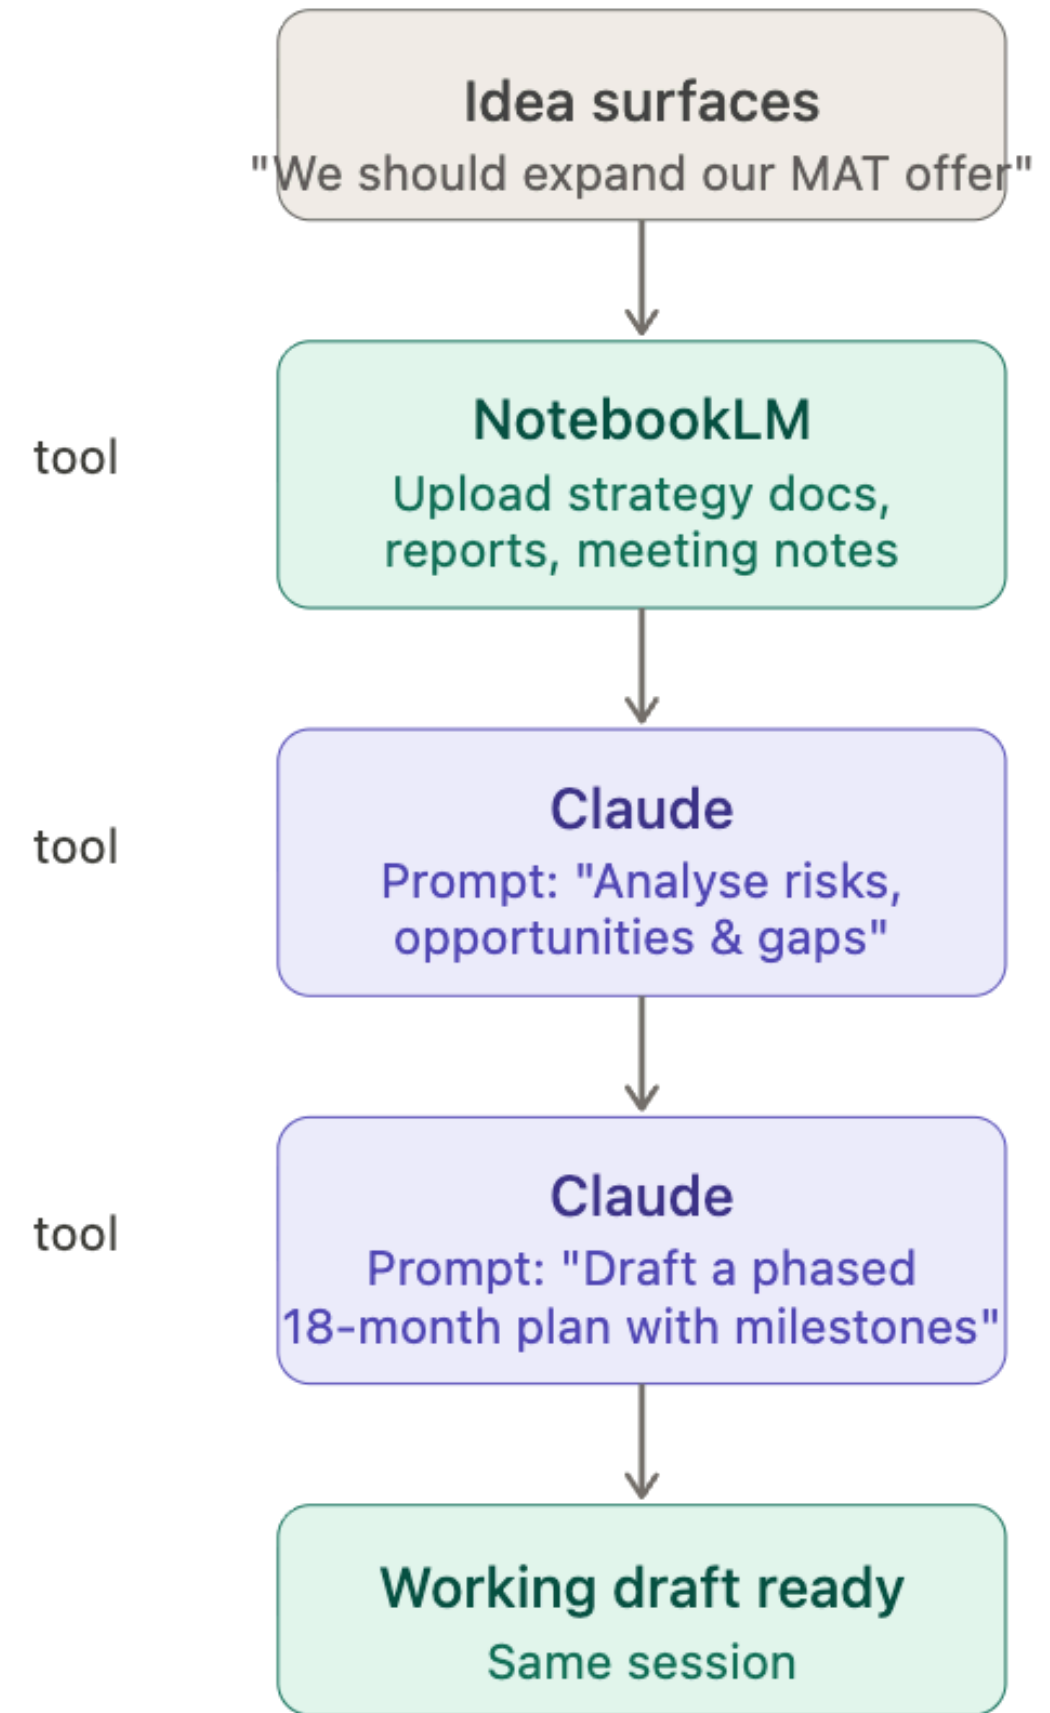 Idea surfaces
"We should expand our MAT offer"
tool
NotebookLM
Upload strategy docs,
reports, meeting notes
tool
Claude
Prompt: "Analyse risks,
opportunities & gaps"
tool
Claude
Prompt: "Draft a phased
18-month plan with milestones"
Working draft ready
Same session